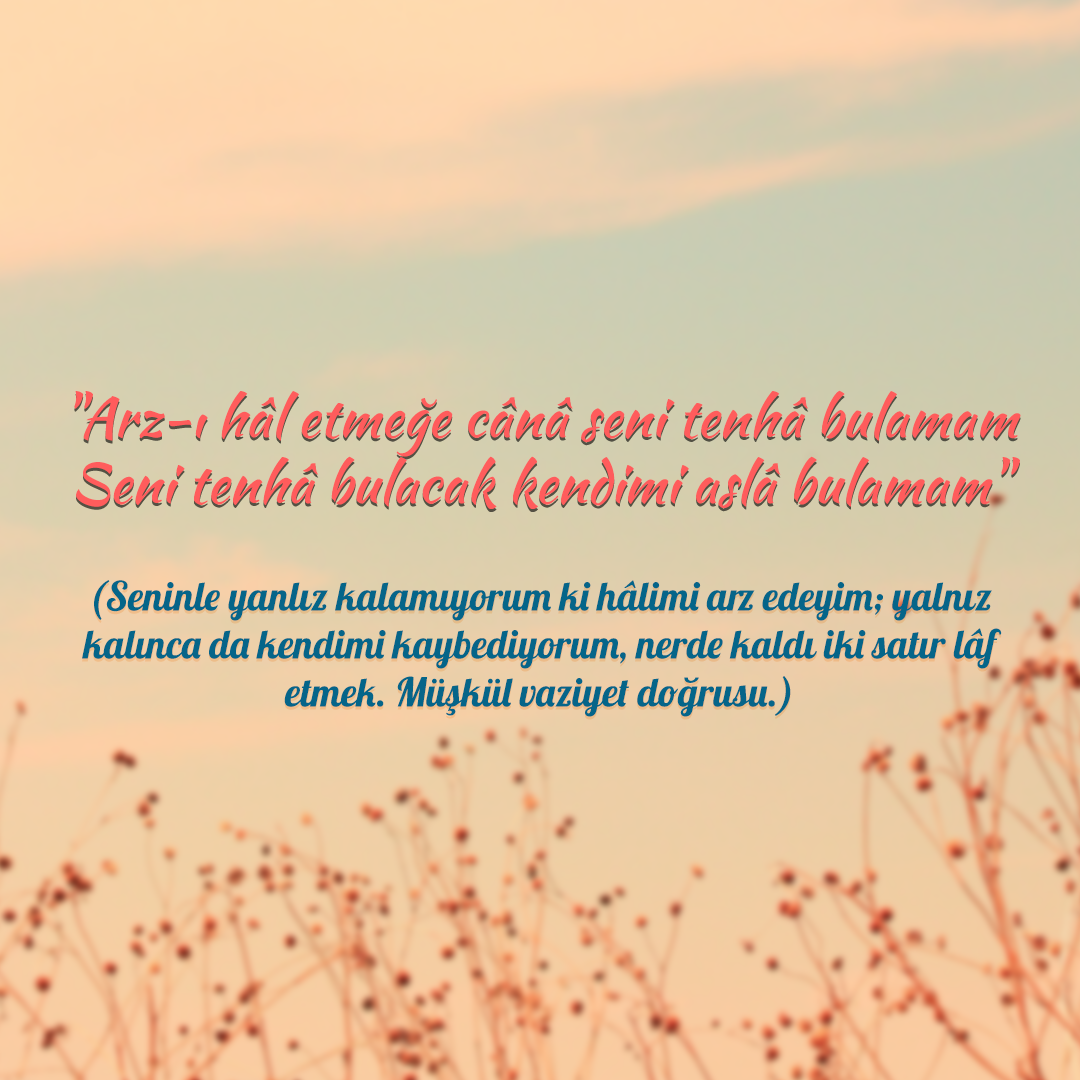 "Arz-ı hâl etmeğe cânâ seni tenhâ bulamam
Seni tenhâ bulacak kendimi aslâ bulamam"
(Seninle yanlız kalamıyorum ki hâlimi arz edeyim; yalnız
kalınca da kendimi kaybediyorum, nerde kaldı iki satır lâf
etmek. Müşkül vaziyet doğrusu.)